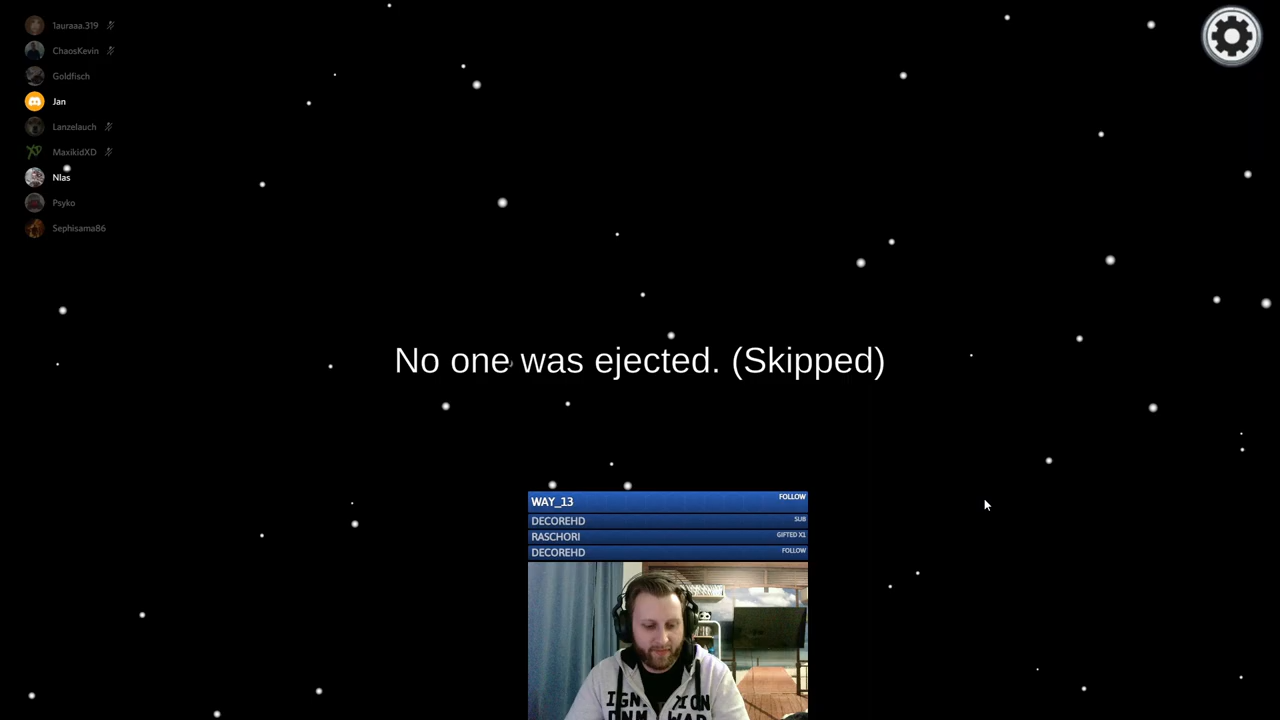 1auraaa.319
ChaosKevin
Goldfisch
Jan
Lanzelauch
MaxikidXD
Nlas
Psyko
Sephisama86
No one was ejected. (Skipped)
WAY_13 FOLLOW
DECOREHD SUB
RASCHORI GIFTED X1
DECOREHD FOLLOW